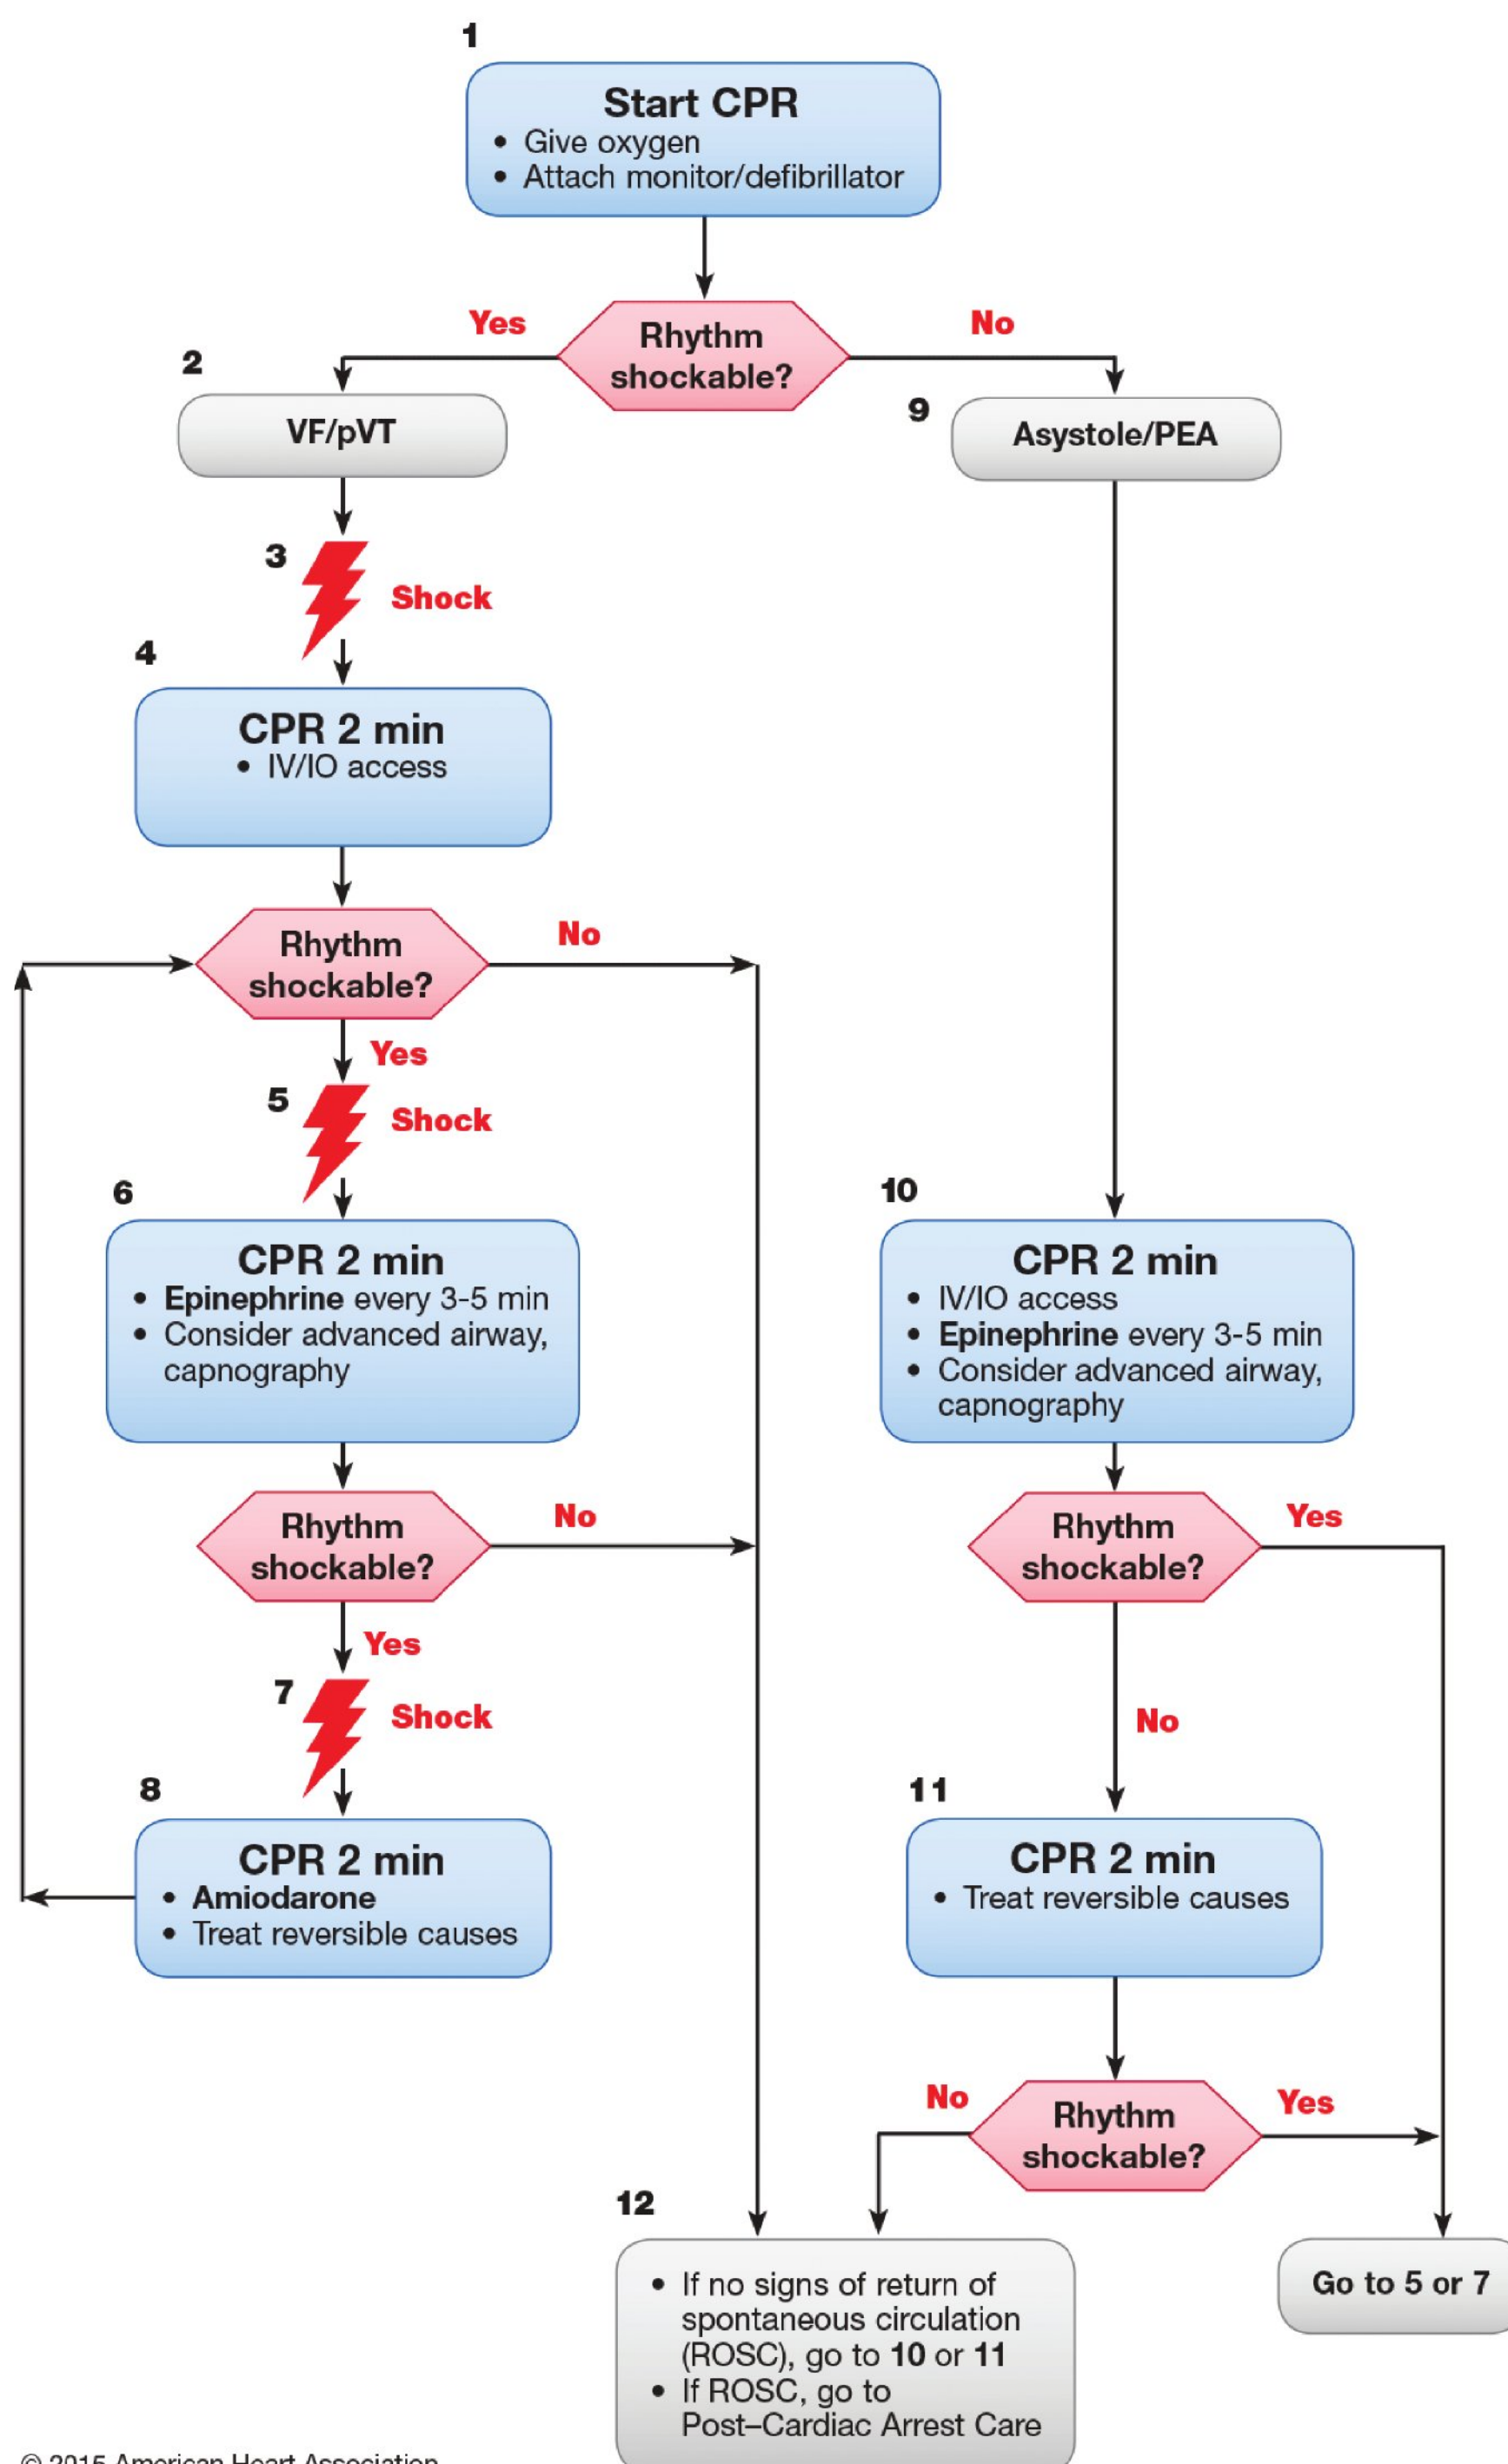 1
Start CPR
• Give oxygen
• Attach monitor/defibrillator
Rhythm
shockable?
Yes
No
2
VF/pVT
3
Shock
4
CPR 2 min
• IV/IO access
Rhythm
shockable?
No
Yes
5
Shock
6
CPR 2 min
• Epinephrine every 3-5 min
• Consider advanced airway,
capnography
Rhythm
shockable?
No
Yes
7
Shock
8
CPR 2 min
• Amiodarone
• Treat reversible causes
9
Asystole/PEA
10
CPR 2 min
• IV/IO access
• Epinephrine every 3-5 min
• Consider advanced airway,
capnography
Rhythm
shockable?
Yes
No
11
CPR 2 min
• Treat reversible causes
Rhythm
shockable?
No
Yes
12
• If no signs of return of
spontaneous circulation
(ROSC), go to 10 or 11
• If ROSC, go to
Post–Cardiac Arrest Care
Go to 5 or 7
© 2015 American Heart Association